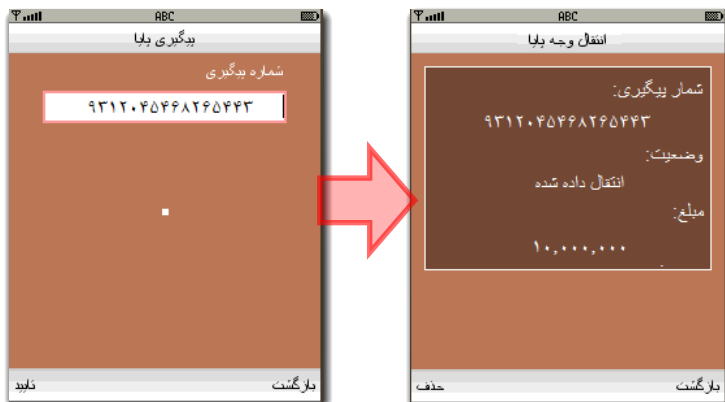 ABC
پیگیری پایا
شماره پیگیری
۹۳۱۲۰۴۵۴۶۸۲۶۵۴۴۳
بازگشت
تایید
ABC
انتقال وجه پایا
شمار پیگیری:
۹۳۱۲۰۴۵۴۶۸۲۶۵۴۴۳
وضعیت:
انتقال داده شده
مبلغ:
۱۰,۰۰۰,۰۰۰
بازگشت
حذف